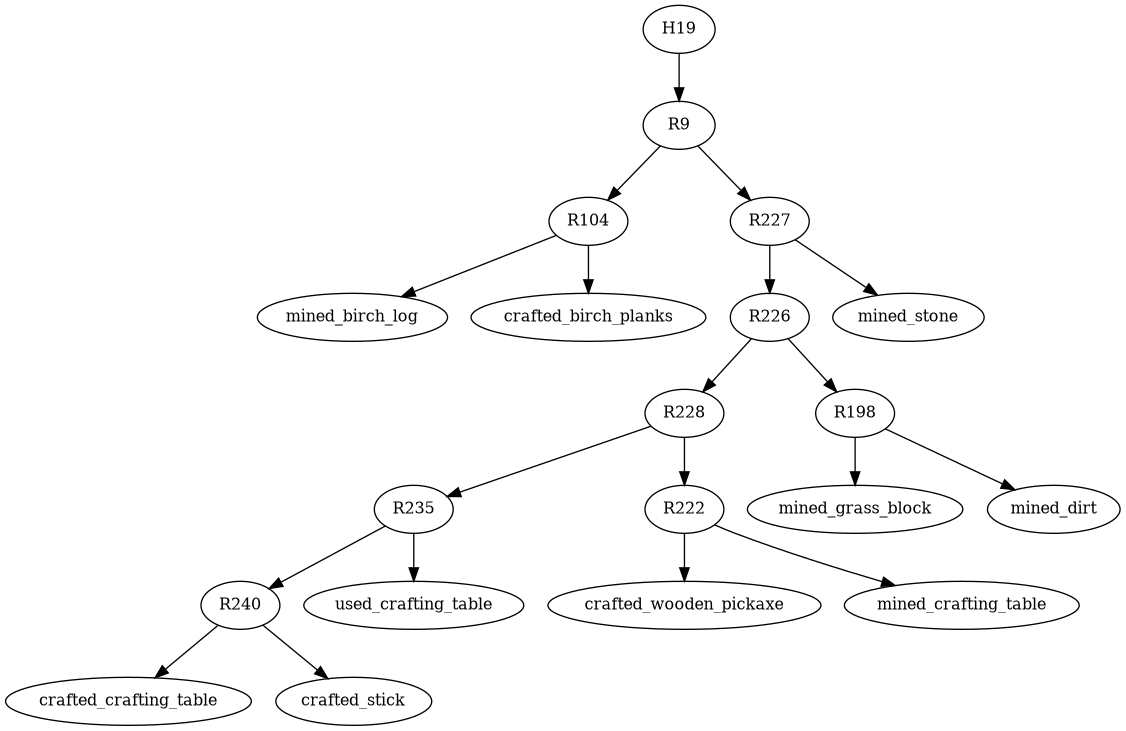 H19
R9
R104
R227
mined_birch_log
crafted_birch_planks
R226
mined_stone
R228
R198
R235
R222
mined_grass_block
mined_dirt
R240
used_crafting_table
crafted_wooden_pickaxe
mined_crafting_table
crafted_crafting_table
crafted_stick